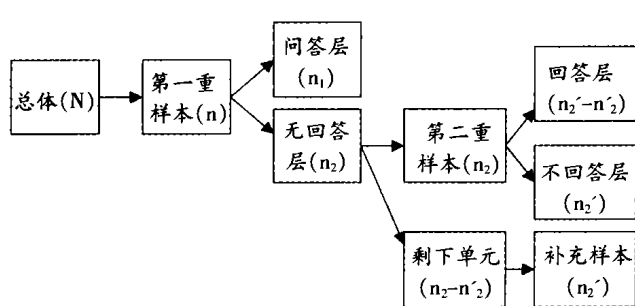 总体(N)
第一重
样本(n)
问答层
(n₁)
无回答
层(n₂)
第二重
样本(n₂)
回答层
(n₂′-n′₂)
不回答层
(n₂′)
剩下单元
(n₂-n′₂)
补充样本
(n₂′)